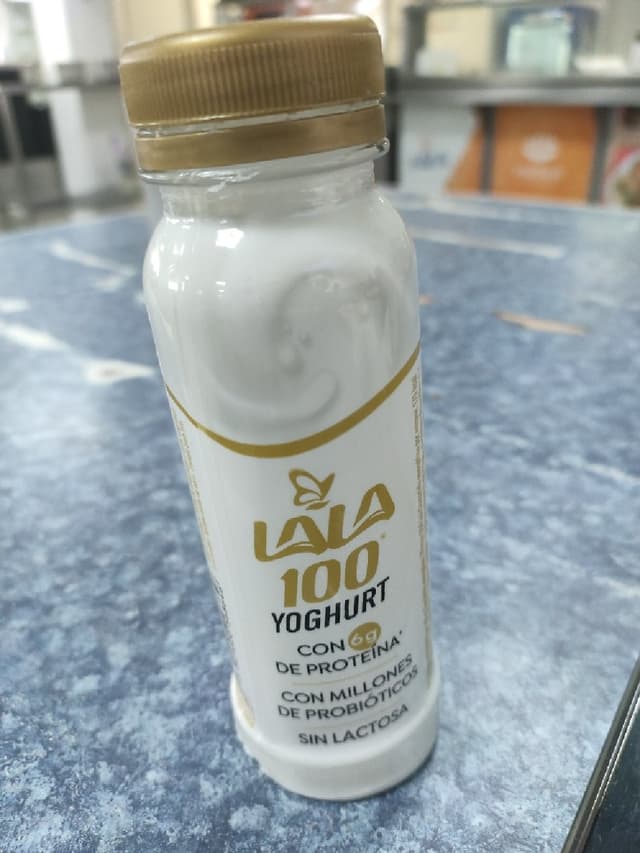 LALA
100
YOGHURT
CON 6g
DE PROTEÍNA*
CON MILLONES
DE PROBIÓTICOS
SIN LACTOSA